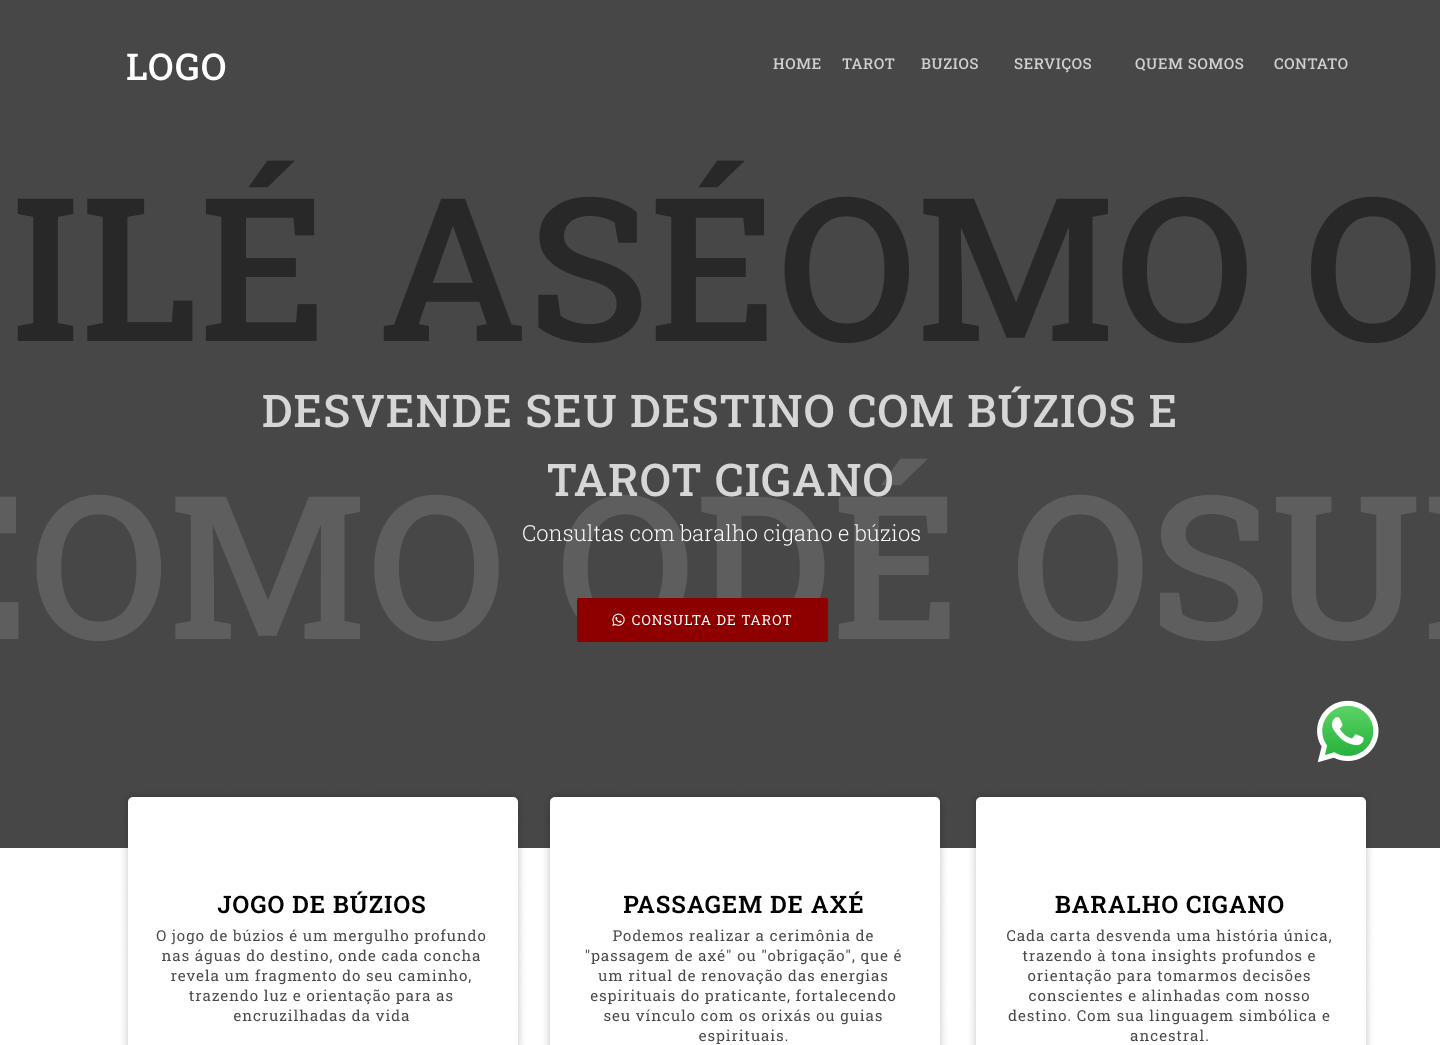 LOGO
HOME TAROT BUZIOS SERVIÇOS QUEM SOMOS CONTATO
ILÉ ASÉOMO O
DESVENDE SEU DESTINO COM BÚZIOS E
TAROT CIGANO
OMO ODÉ OSU
Consultas com baralho cigano e búzios
CONSULTA DE TAROT
JOGO DE BÚZIOS
O jogo de búzios é um mergulho profundo
nas águas do destino, onde cada concha
revela um fragmento do seu caminho,
trazendo luz e orientação para as
encruzilhadas da vida
PASSAGEM DE AXÉ
Podemos realizar a cerimônia de
"passagem de axé" ou "obrigação", que é
um ritual de renovação das energias
espirituais do praticante, fortalecendo
seu vínculo com os orixás ou guias
espirituais.
BARALHO CIGANO
Cada carta desvenda uma história única,
trazendo à tona insights profundos e
orientação para tomarmos decisões
conscientes e alinhadas com nosso
destino. Com sua linguagem simbólica e
ancestral.